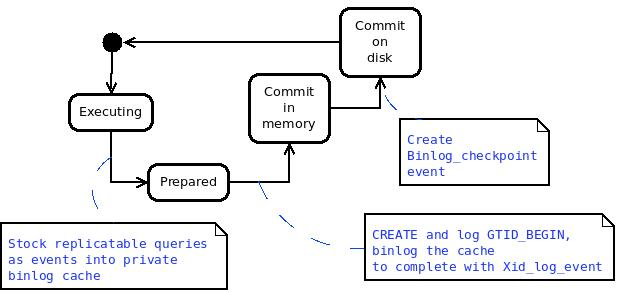 Commit
on
disk
Commit
in
memory
Executing
Create
Binlog_checkpoint
event
Prepared
Stock replicatable queries
as events into private
binlog cache
CREATE and log GTID_BEGIN,
binlog the cache
to complete with Xid_log_event